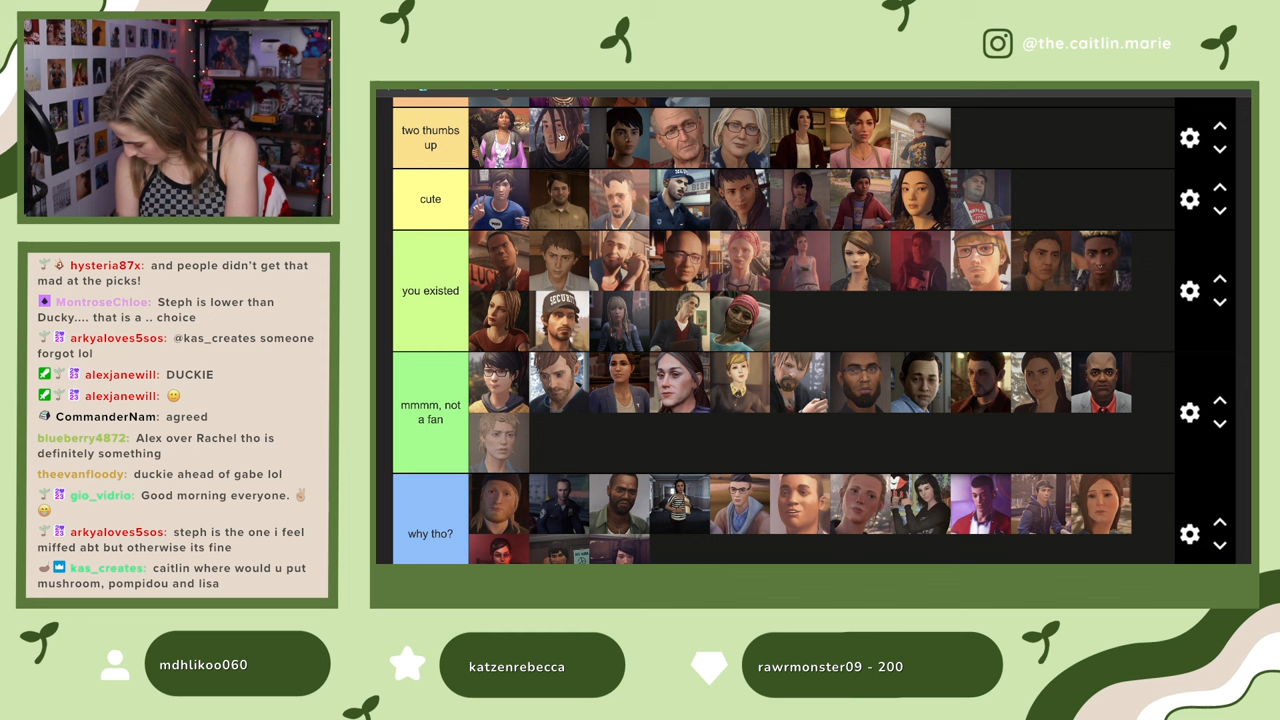 @the.caitlin.marie
hysteria87x: and people didn't get that
mad at the picks!
MontroseChloe: Steph is lower than
Ducky.... that is a .. choice
arkyaloves5sos: @kas_creates someone
forgot lol
alexjanewill: DUCKIE
alexjanewill: 😀
CommanderNam: agreed
blueberry4872: Alex over Rachel tho is
definitely something
theevanfloody: duckie ahead of gabe lol
gio_vidrio: Good morning everyone. ✌🏼
😀
arkyaloves5sos: steph is the one i feel
miffed abt but otherwise its fine
kas_creates: caitlin where would u put
mushroom, pompidou and lisa
two thumbs
up
cute
you existed
SECURITY
mmmm, not
a fan
why tho?
mdhlikoo060
katzenrebecca
rawrmonster09 - 200